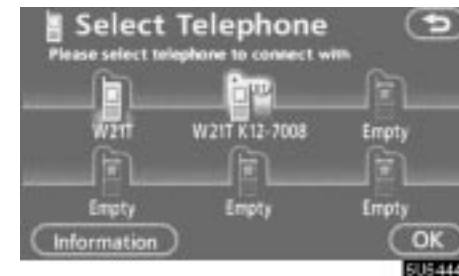 Select Telephone
Please select telephone to connect with
W21T W21T K12-7008 Empty
Empty Empty Empty
Information OK
5U5444